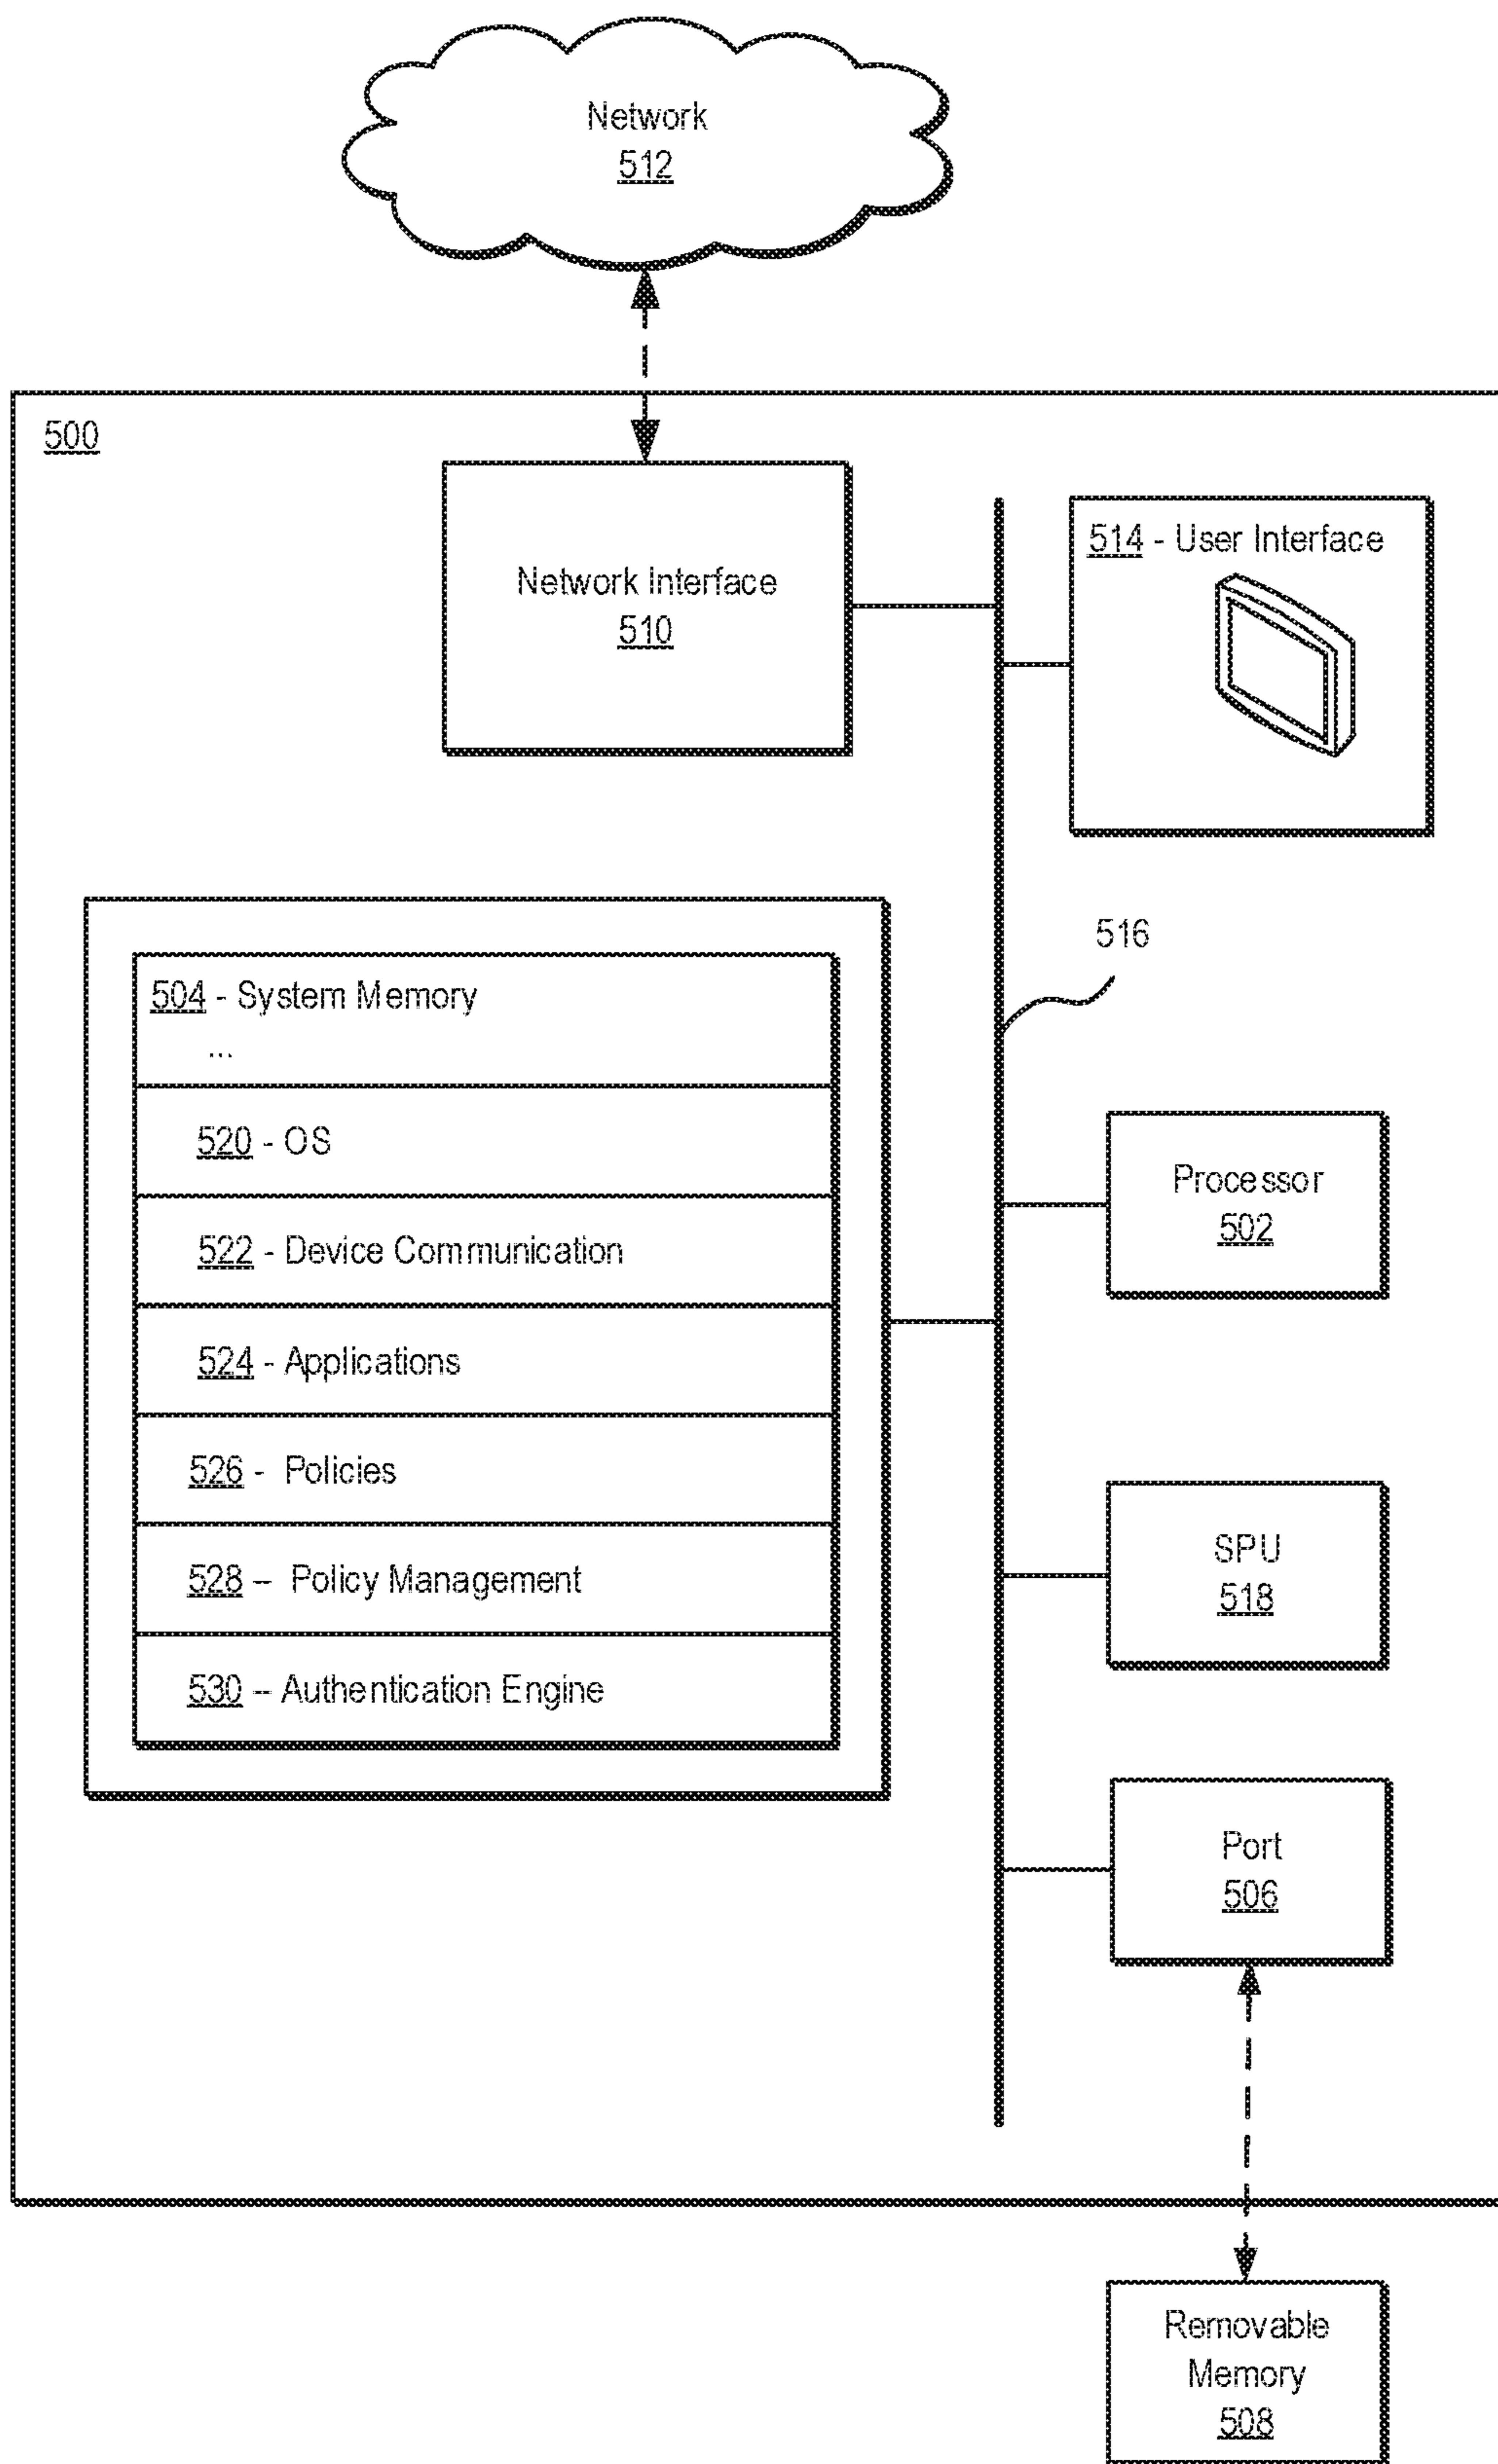 Network
512
500
Network Interface
510
514 - User Interface
516
504 - System Memory
...
520 - OS
522 - Device Communication
524 - Applications
526 - Policies
528 – Policy Management
530 – Authentication Engine
Processor
502
SPU
518
Port
506
Removable
Memory
508